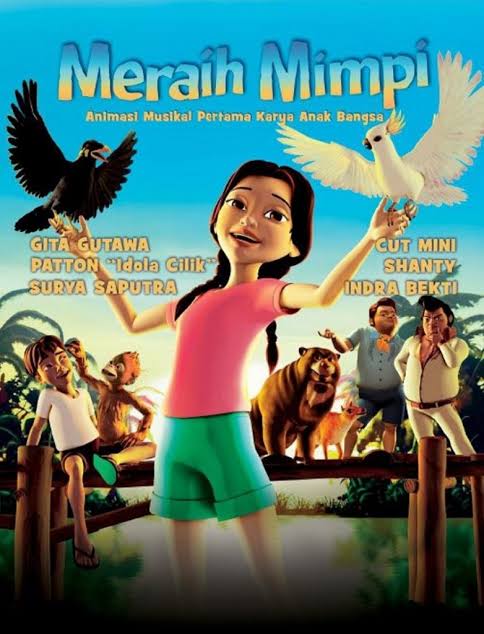 Meraih Mimpi
Animasi Musikal Pertama Karya Anak Bangsa
GITA GUTAWA
PATTON "Idola Cilik"
SURYA SAPUTRA
CUT MINI
SHANTY
INDRA BEKTI